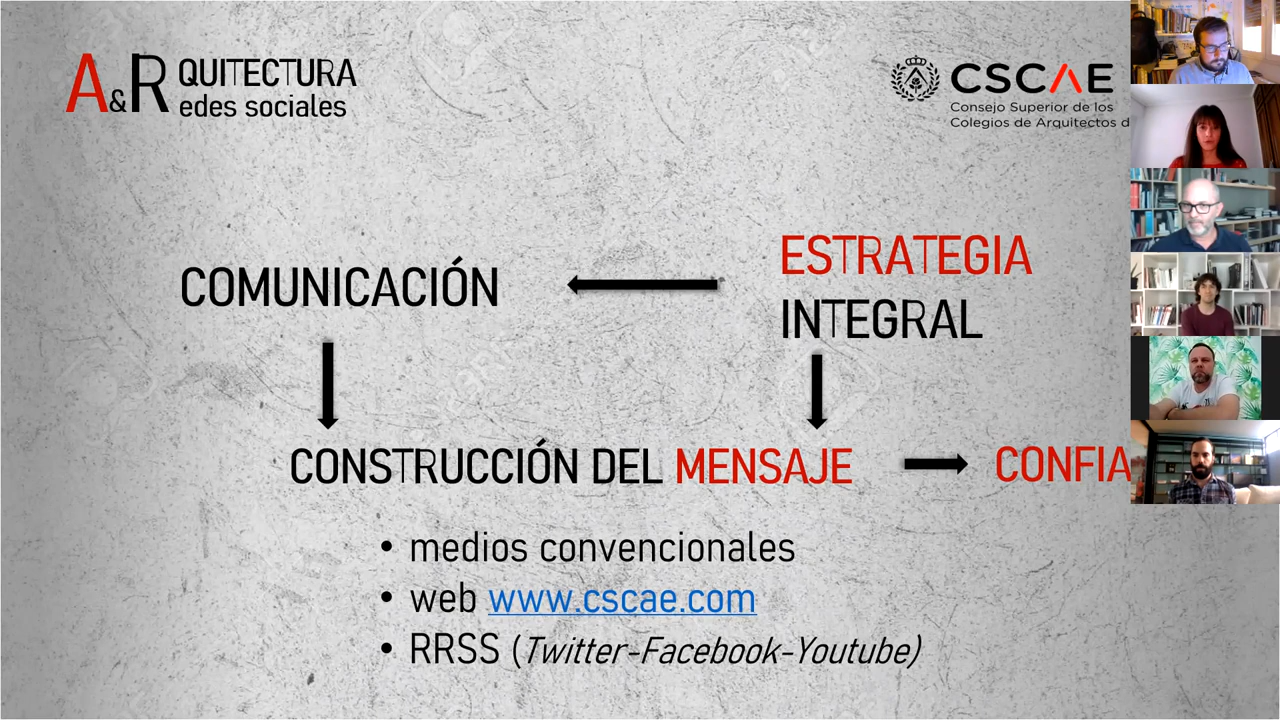 A&R QUITECTURA
edes sociales
CSCAE
Consejo Superior de los
Colegios de Arquitectos d
COMUNICACIÓN
ESTRATEGIA
INTEGRAL
CONSTRUCCIÓN DEL MENSAJE
CONFIA
• medios convencionales
• web www.cscae.com
• RRSS (Twitter-Facebook-Youtube)